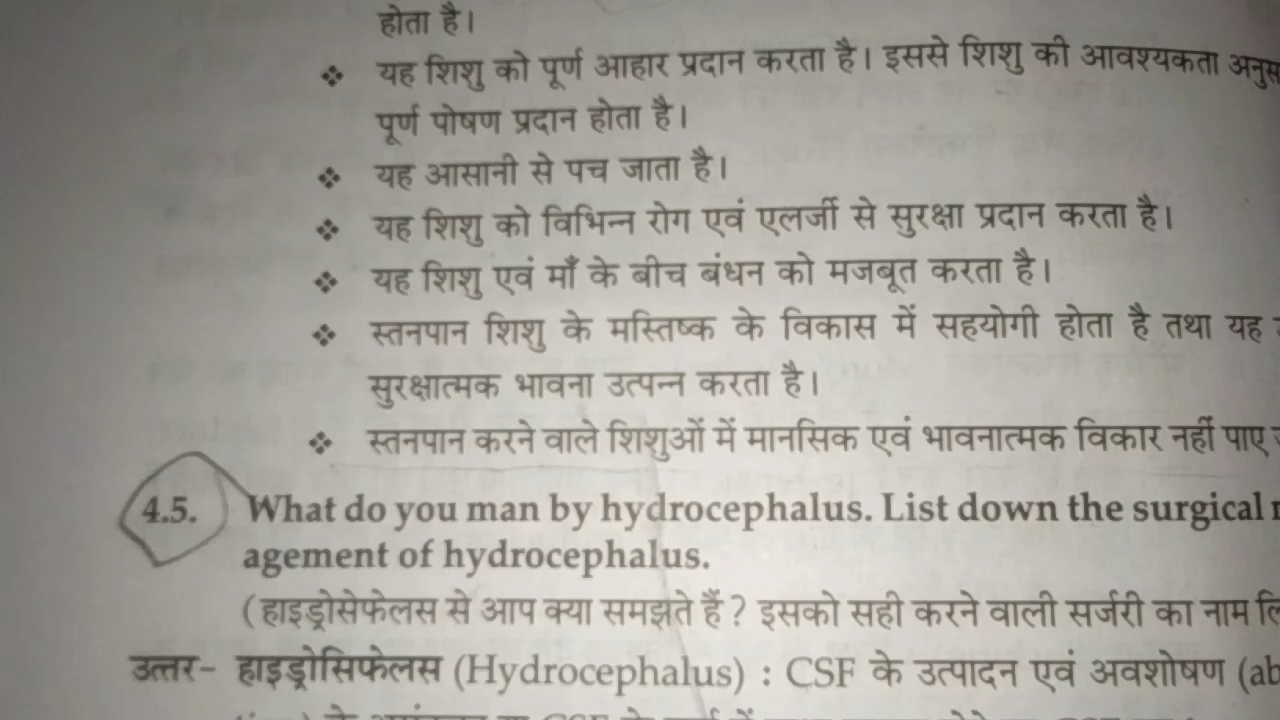 होता है।
❖ यह शिशु को पूर्ण आहार प्रदान करता है। इससे शिशु की आवश्यकता
पूर्ण पोषण प्रदान होता है।
❖ यह आसानी से पच जाता है।
❖ यह शिशु को विभिन्न रोग एवं एलर्जी से सुरक्षा प्रदान करता है।
❖ यह शिशु एवं माँ के बीच बंधन को मजबूत करता है।
❖ स्तनपान शिशु के मस्तिष्क के विकास में सहयोगी होता है तथा यह
सुरक्षात्मक भावना उत्पन्न करता है।
❖ स्तनपान करने वाले शिशुओं में मानसिक एवं भावनात्मक विकार नहीं पाए
4.5. What do you man by hydrocephalus. List down the surgical
agement of hydrocephalus.
(हाइड्रोसेफेलस से आप क्या समझते हैं? इसको सही करने वाली सर्जरी का नाम
उत्तर– हाइड्रोसिफेलस (Hydrocephalus) : CSF के उत्पादन एवं अवशोषण (ab